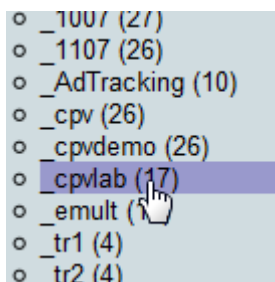 _1007 (27)
_1107 (26)
_AdTracking (10)
_cpv (26)
_cpvdemo (26)
_cpvlab (17)
_emult (
_tr1 (4)
_tr2 (4)